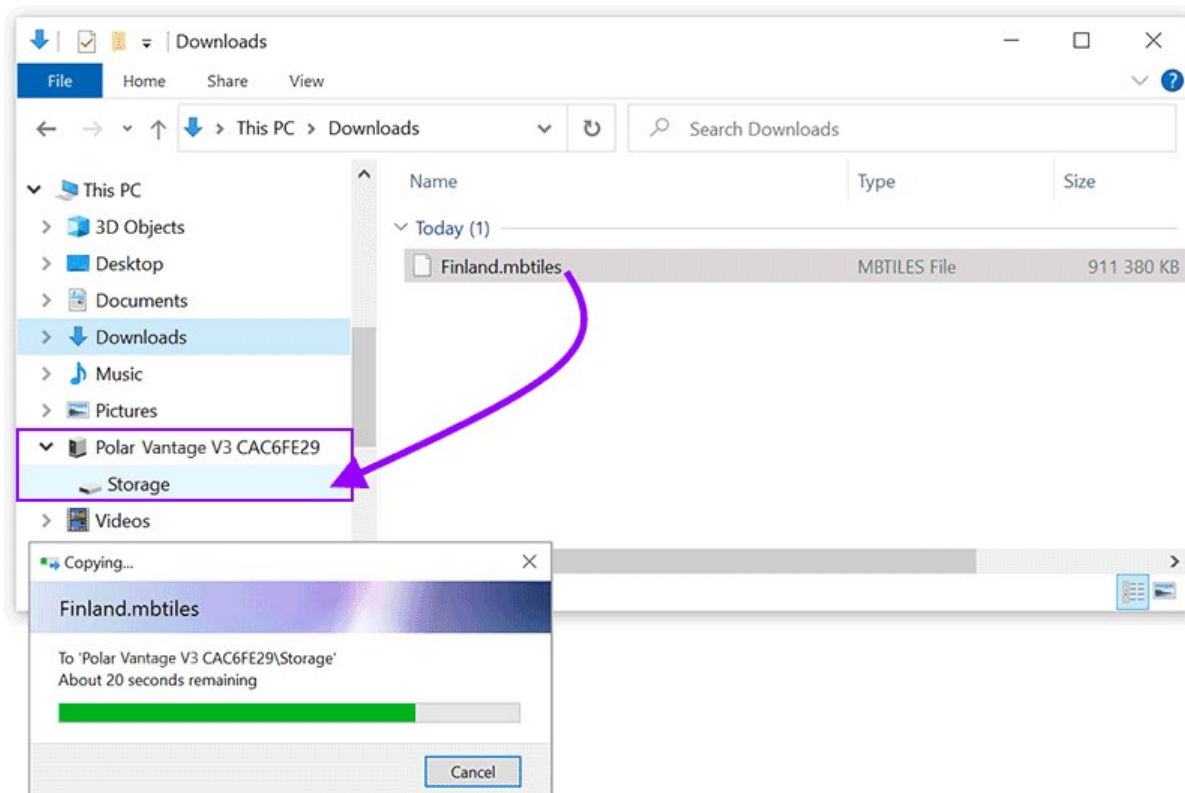 Downloads
File Home Share View
This PC > Downloads
Search Downloads
This PC
3D Objects
Desktop
Documents
Downloads
Music
Pictures
Polar Vantage V3 CAC6FE29
Storage
Videos
Name Type Size
Today (1)
Finland.mbtiles MBTILES File 911 380 KB
Copying...
Finland.mbtiles
To 'Polar Vantage V3 CAC6FE29\Storage'
About 20 seconds remaining
Cancel